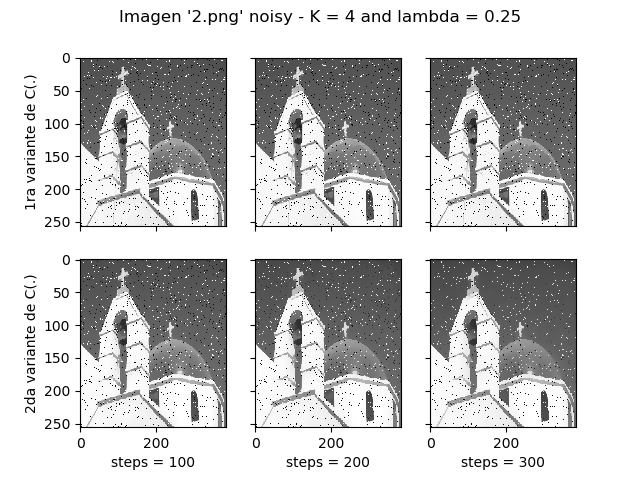 Imagen '2.png' noisy - K = 4 and lambda = 0.25
1ra variante de C(.)
0
50
100
150
200
250
2da variante de C(.)
0
50
100
150
200
250
0 200
0 200
0 200
steps = 100
steps = 200
steps = 300